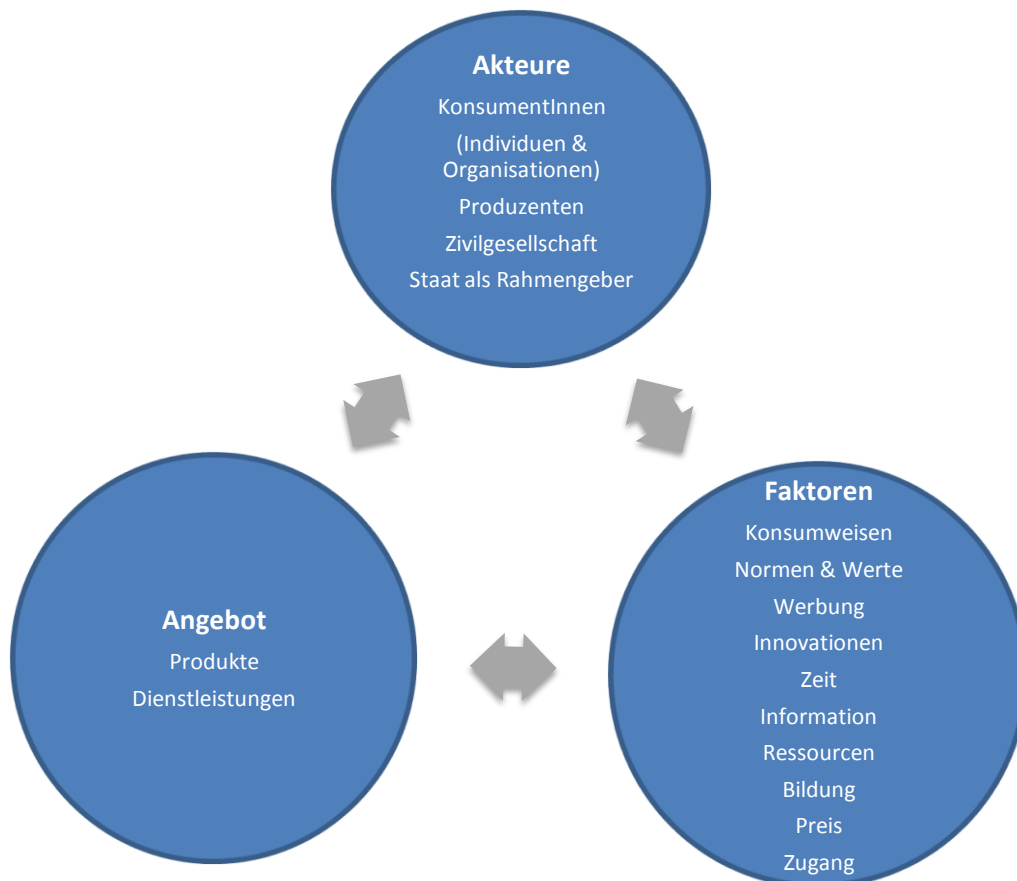 Akteure
KonsumentInnen
(Individuen &
Organisationen)
Produzenten
Zivilgesellschaft
Staat als Rahmengeber
Angebot
Produkte
Dienstleistungen
Faktoren
Konsumweisen
Normen & Werte
Werbung
Innovationen
Zeit
Information
Ressourcen
Bildung
Preis
Zugang